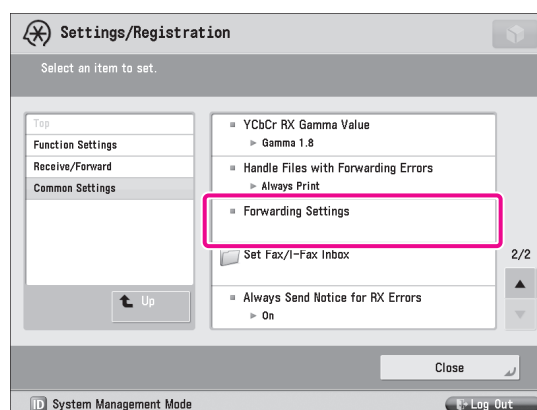 Settings/Registration
Select an item to set.
Top
Function Settings
Receive/Forward
Common Settings
Up
YCbCr RX Gamma Value
Gamma 1.8
Handle Files with Forwarding Errors
Always Print
Forwarding Settings
Set Fax/I-Fax Inbox
Always Send Notice for RX Errors
On
2/2
Close
ID System Management Mode
Log Out